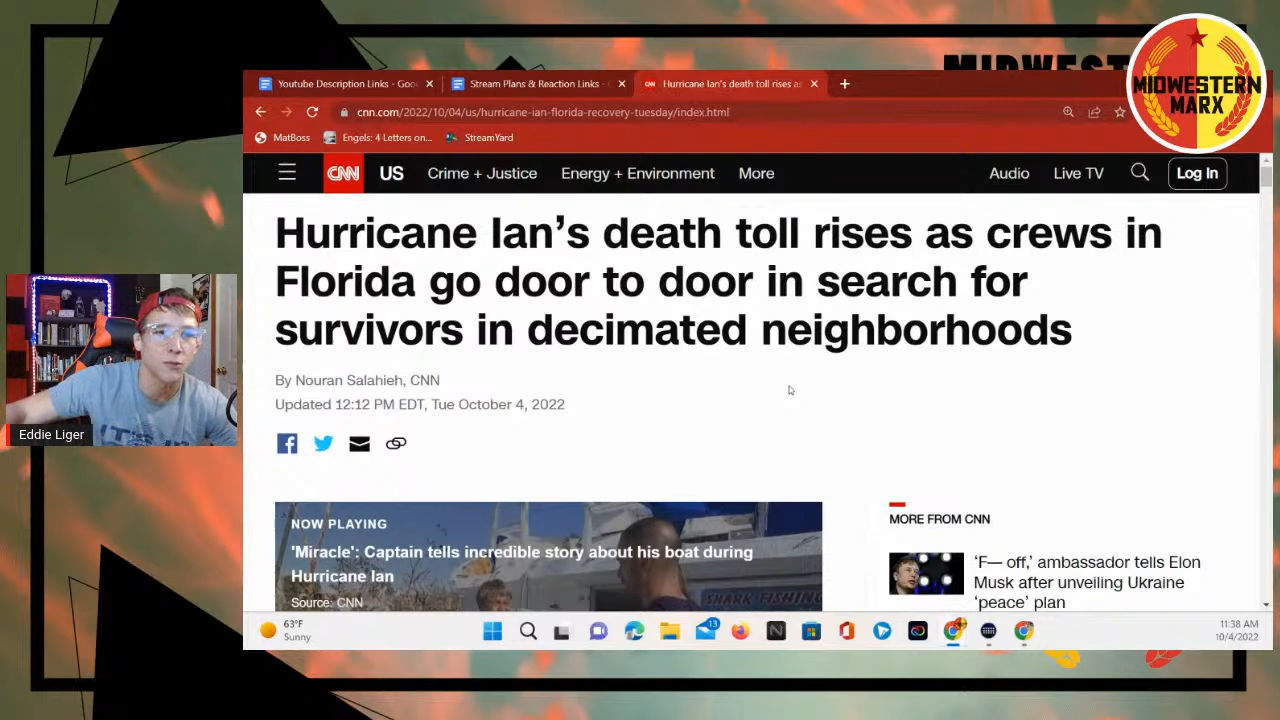 MIDWESTERN
MIDWESTERN
MARX
Youtube Description Links - Goo
Stream Plans & Reaction Links -
Hurricane Ian's death toll rises as
cnn.com/2022/10/04/us/hurricane-ian-florida-recovery-tuesday/index.html
MatBoss
Engels: 4 Letters on...
StreamYard
CNN
US
Crime + Justice
Energy + Environment
More
Audio
Live TV
Log In
Hurricane Ian's death toll rises as crews in
Florida go door to door in search for
survivors in decimated neighborhoods
By Nouran Salahieh, CNN
Updated 12:12 PM EDT, Tue October 4, 2022
Eddie Liger
NOW PLAYING
'Miracle': Captain tells incredible story about his boat during
Hurricane Ian
Source: CNN
SHARK FISHING
MORE FROM CNN
'F— off,' ambassador tells Elon
Musk after unveiling Ukraine
'peace' plan
63°F
Sunny
13
11:38 AM
10/4/2022